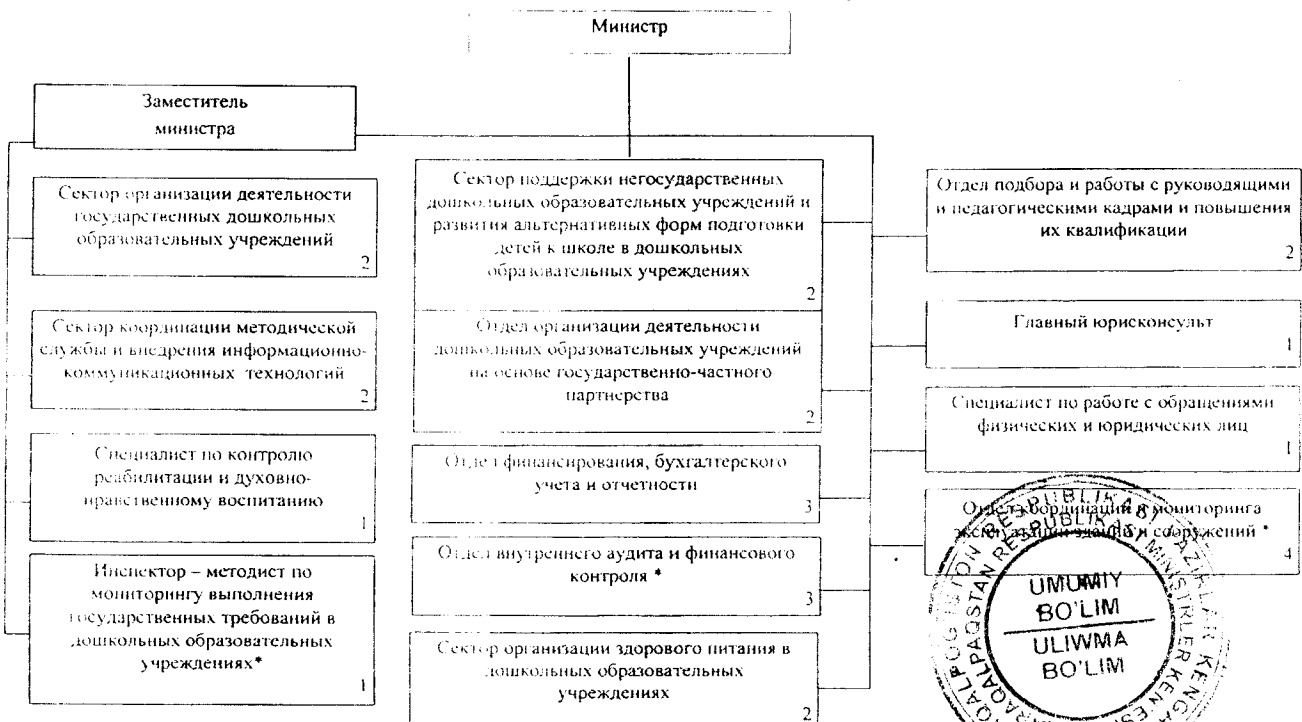 Министр
Заместитель
министра
Сектор организации деятельности
государственных дошкольных
образовательных учреждений
2
Сектор координации методической
службы и внедрения информационно-
коммуникационных технологий
2
Специалист по контролю
реабилитации и духовно-
нравственному воспитанию
1
Инспектор – методист по
мониторингу выполнения
государственных требований в
дошкольных образовательных
учреждениях*
1
Сектор поддержки негосударственных
дошкольных образовательных учреждений и
развития альтернативных форм подготовки
детей к школе в дошкольных
образовательных учреждениях
2
Отдел организации деятельности
дошкольных образовательных учреждений
на основе государственно-частного
партнерства
2
Отдел финансирования, бухгалтерского
учета и отчетности
3
Отдел внутреннего аудита и финансового
контроля *
3
Сектор организации здорового питания в
дошкольных образовательных
учреждениях
2
Отдел подбора и работы с руководящими
и педагогическими кадрами и повышения
их квалификации
2
Главный юрисконсульт
1
Специалист по работе с обращениями
физических и юридических лиц
1
Отдел координации и мониторинга
эксплуатации зданий и сооружений *
4
UMUMIY
BO'LIM
ULIWMA
BO'LIM